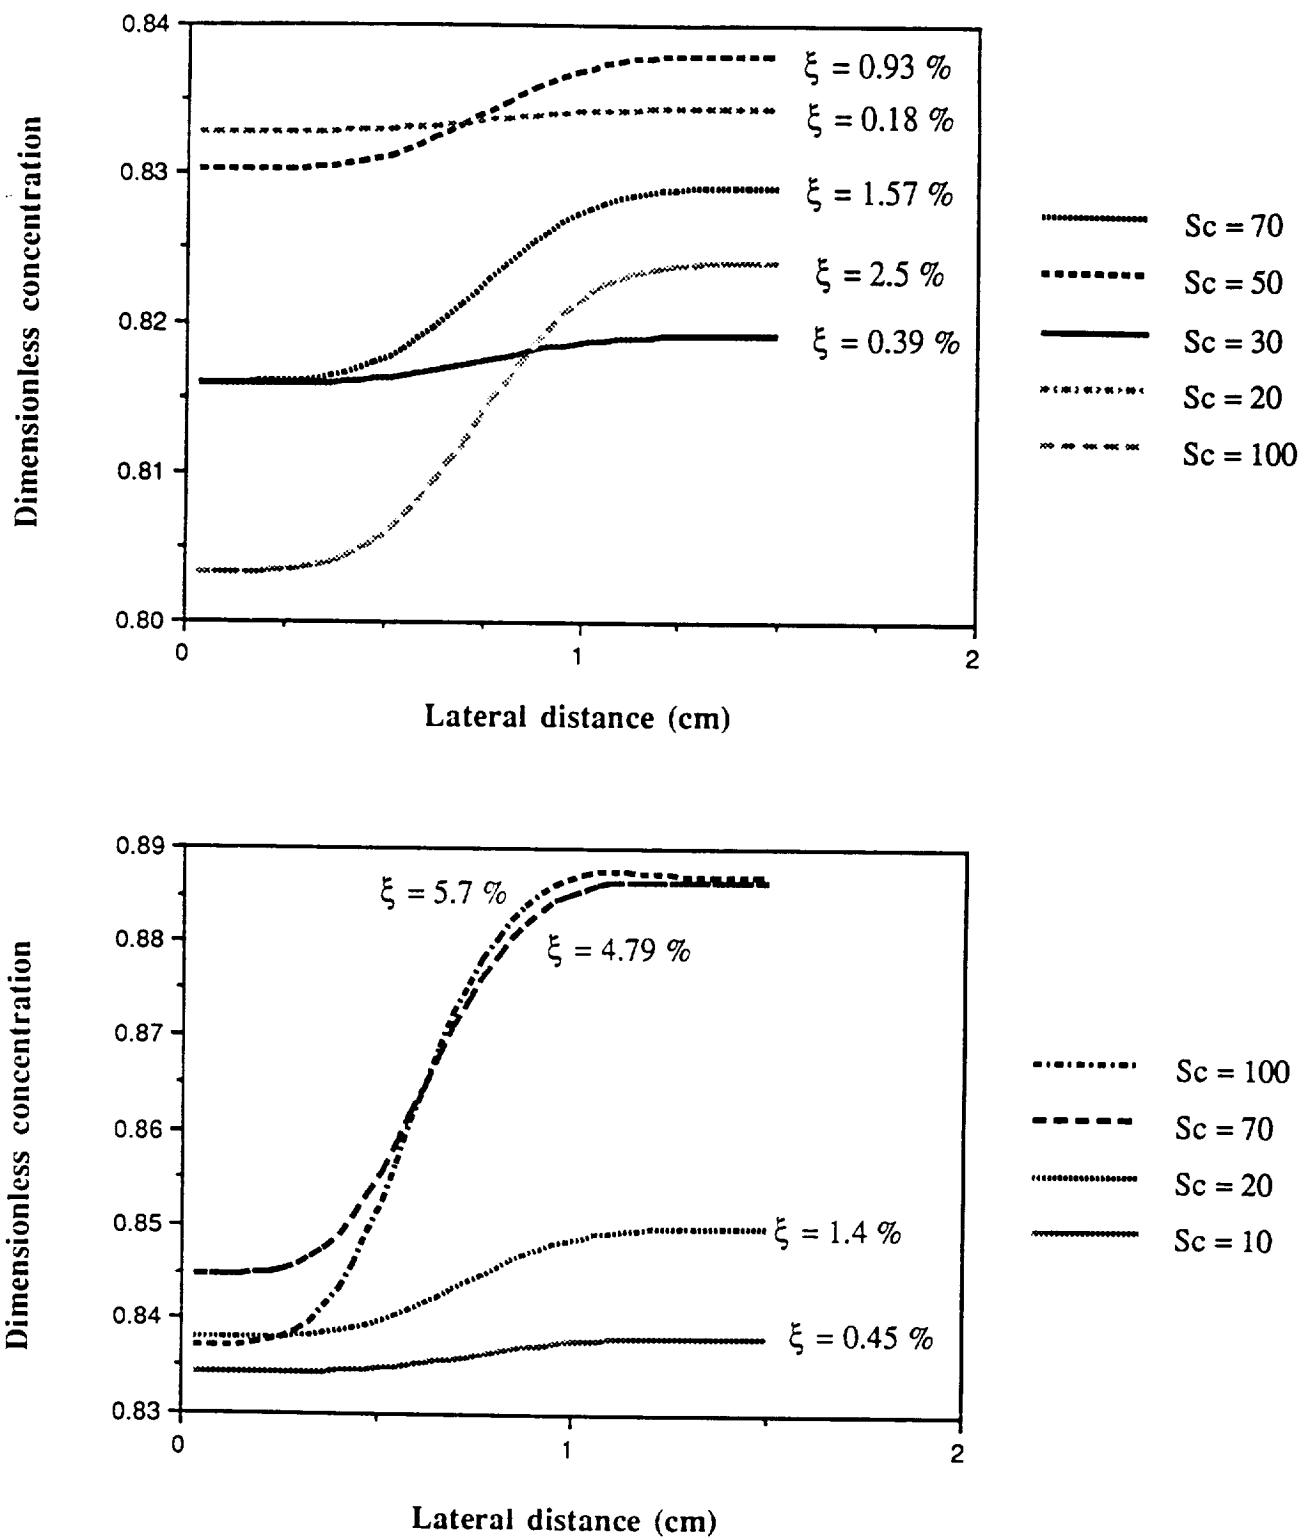 Dimensionless concentration
0.84
0.83
0.82
0.81
0.80
0
1
2
Lateral distance (cm)
ξ = 0.93 %
ξ = 0.18 %
ξ = 1.57 %
ξ = 2.5 %
ξ = 0.39 %
Sc = 70
Sc = 50
Sc = 30
Sc = 20
Sc = 100
Dimensionless concentration
0.89
0.88
0.87
0.86
0.85
0.84
0.83
0
1
2
Lateral distance (cm)
ξ = 5.7 %
ξ = 4.79 %
ξ = 1.4 %
ξ = 0.45 %
Sc = 100
Sc = 70
Sc = 20
Sc = 10